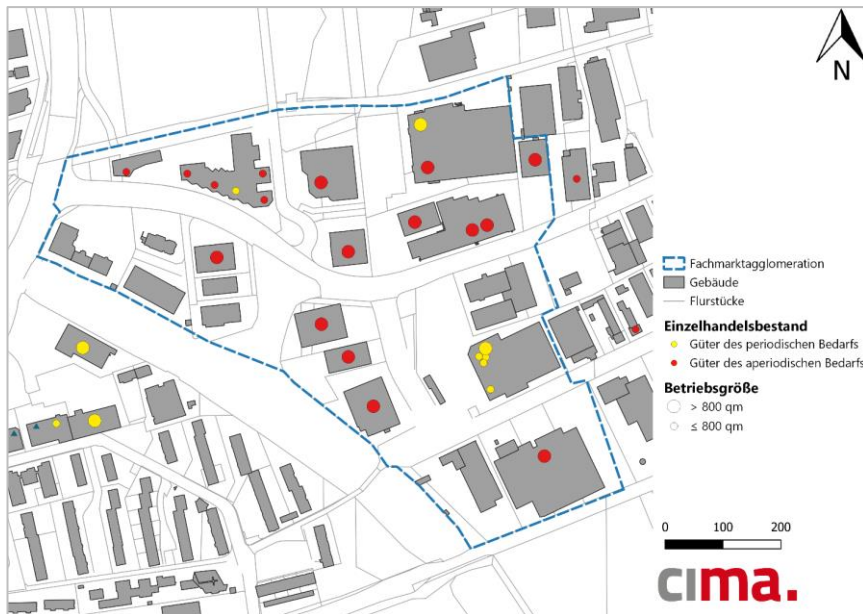 N
Fachmarktagglomeration
Gebäude
Flurstücke
Einzelhandelsbestand
Güter des periodischen Bedarfs
Güter des aperiodischen Bedarfs
Betriebsgröße
> 800 qm
≤ 800 qm
0 100 200
cima.